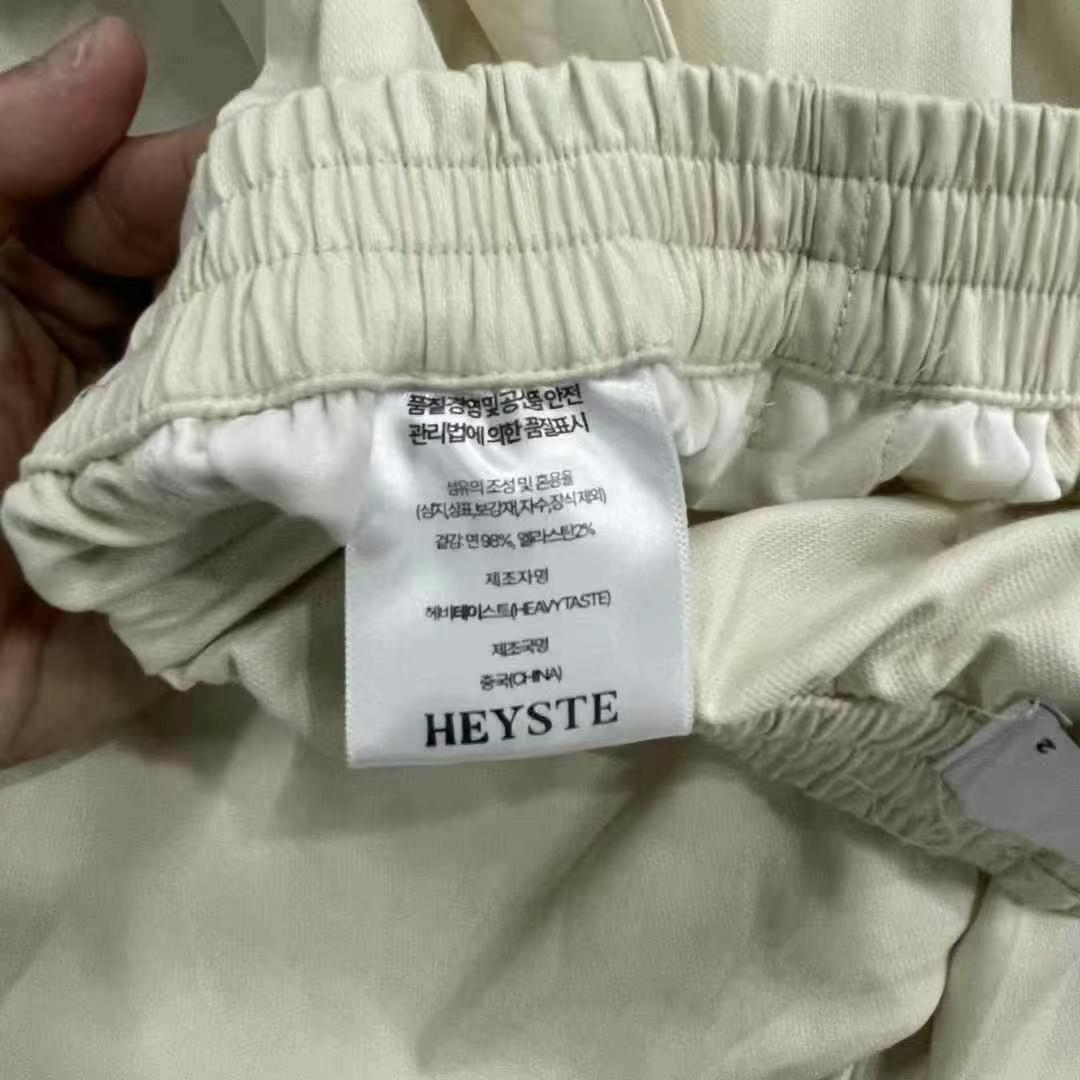 품질경영및공산품안전
관리법에 의한 품질표시
섬유의 조성 및 혼용율
(심지,상표,보강재,자수,장식 제외)
겉감: 면 98%, 엘라스탄2%
제조자명
헤비테이스트(HEAVYTASTE)
제조국명
중국(CHINA)
HEYSTE
2